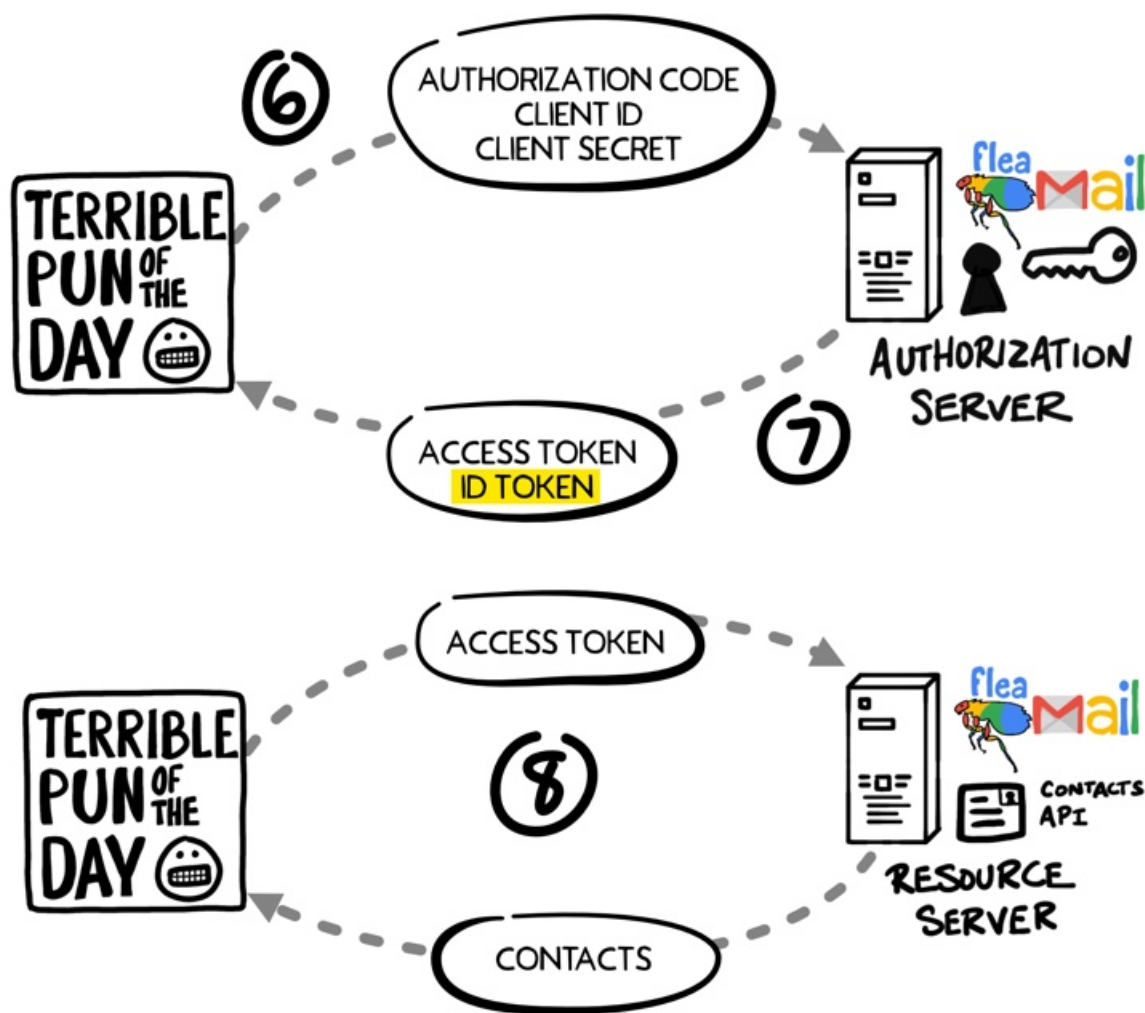 6
AUTHORIZATION CODE
CLIENT ID
CLIENT SECRET
flea
Mail
TERRIBLE
PUN OF THE
DAY
AUTHORIZATION
SERVER
7
ACCESS TOKEN
ID TOKEN
ACCESS TOKEN
flea
Mail
TERRIBLE
PUN OF THE
DAY
8
CONTACTS
API
RESOURCE
SERVER
CONTACTS